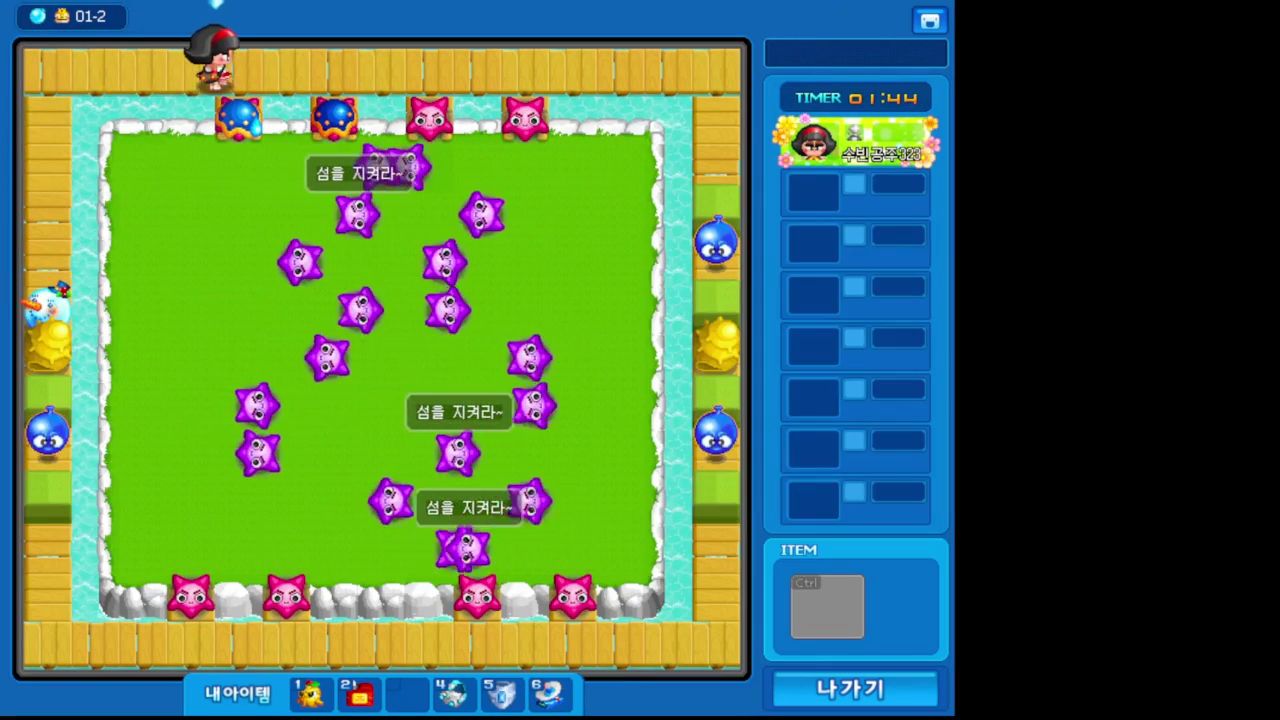 01-2
TIMER 01:44
수빈공주323
섬을 지켜라~
섬을 지켜라~
섬을 지켜라~
ITEM
Ctrl
나가기
내아이템
1
2
4
5
6